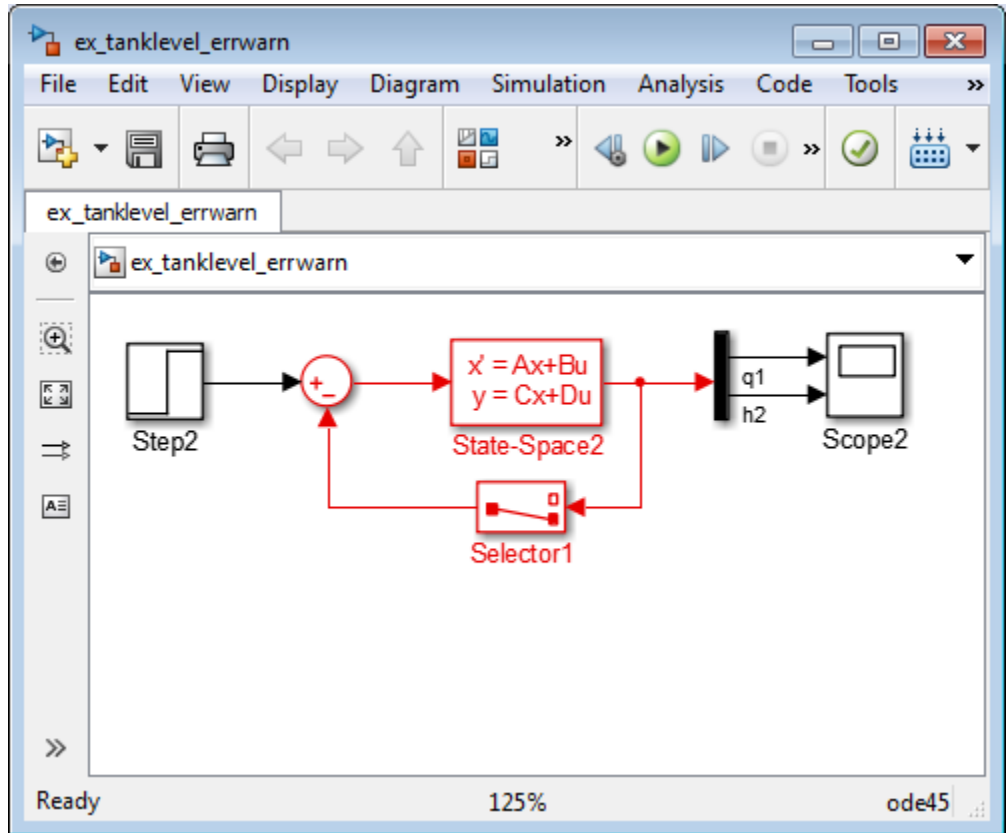 ex_tanklevel_errwarn
File Edit View Display Diagram Simulation Analysis Code Tools »
»
»
ex_tanklevel_errwarn
ex_tanklevel_errwarn
x' = Ax+Bu
y = Cx+Du
+
−
q1
h2
Step2
State-Space2
Scope2
Selector1
A
»
Ready 125% ode45